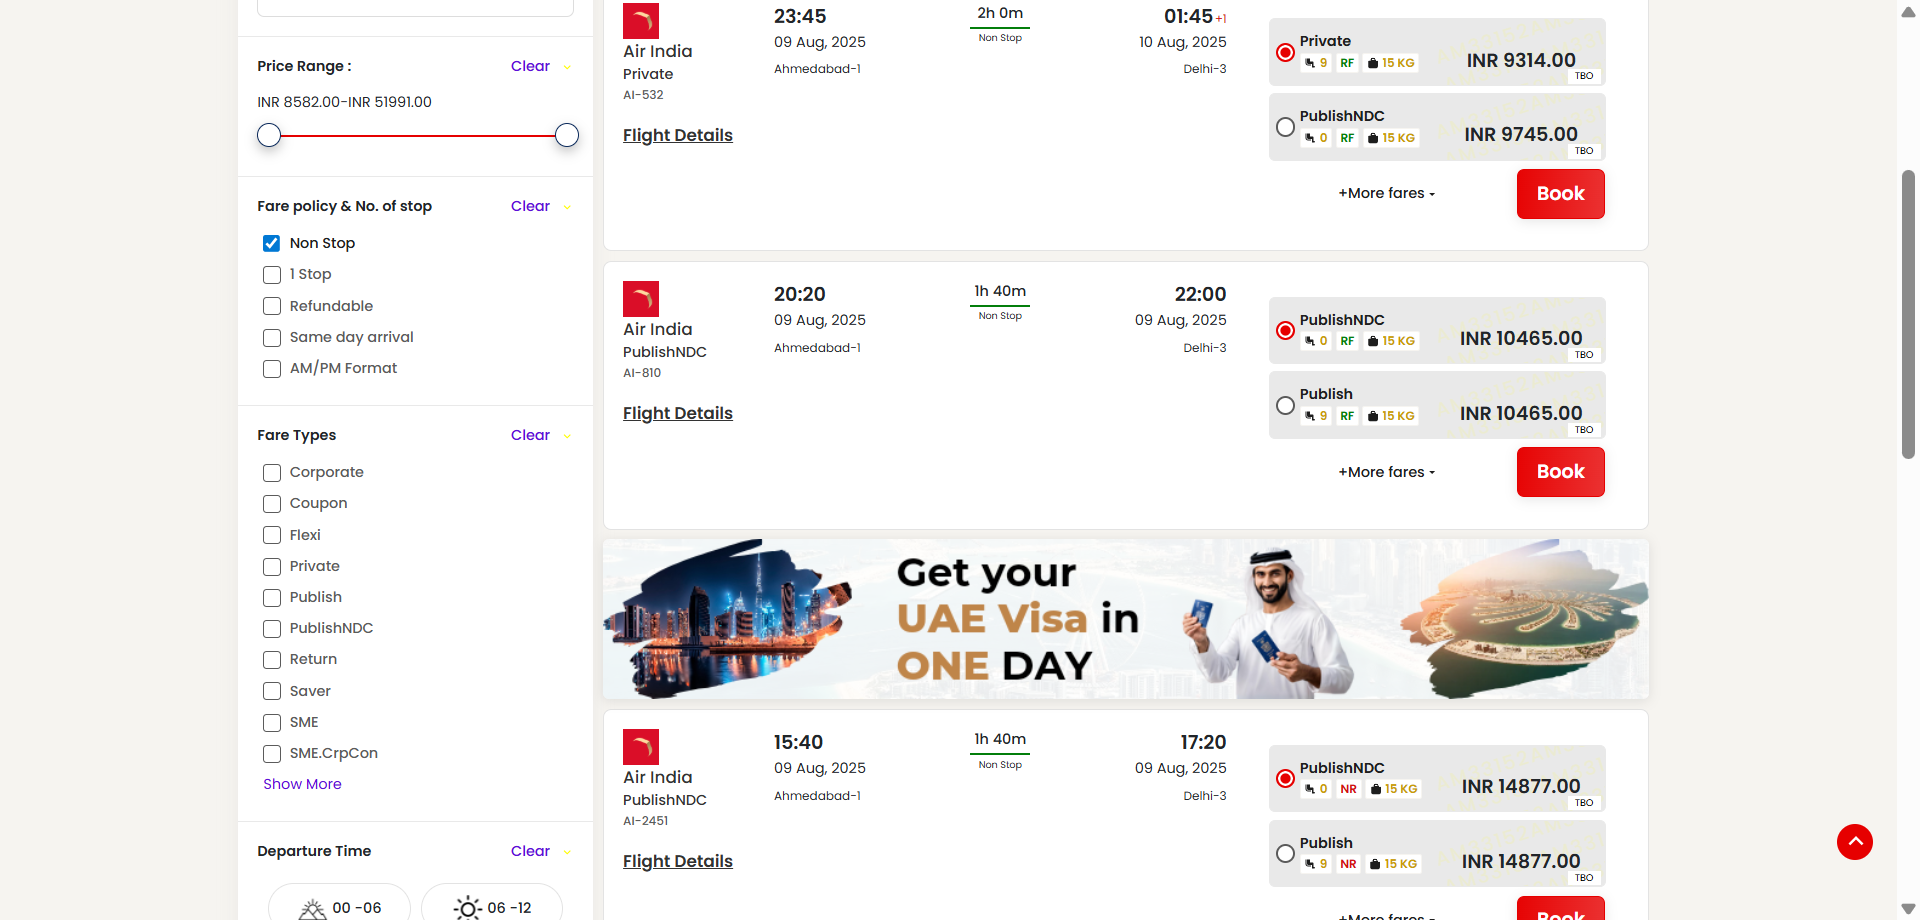 Price Range :
Clear
INR 8582.00-INR 51991.00
Fare policy & No. of stop
Clear
Non Stop
1 Stop
Refundable
Same day arrival
AM/PM Format
Fare Types
Clear
Corporate
Coupon
Flexi
Private
Publish
PublishNDC
Return
Saver
SME
SME.CrpCon
Show More
Departure Time
Clear
00 -06
06 -12
Air India
Private
AI-532
Flight Details
23:45
09 Aug, 2025
Ahmedabad-1
2h 0m
Non Stop
01:45 +1
10 Aug, 2025
Delhi-3
Private
9 RF 15 KG
INR 9314.00
TBO
PublishNDC
0 RF 15 KG
INR 9745.00
TBO
+More fares
Book
Air India
PublishNDC
AI-810
Flight Details
20:20
09 Aug, 2025
Ahmedabad-1
1h 40m
Non Stop
22:00
09 Aug, 2025
Delhi-3
PublishNDC
0 RF 15 KG
INR 10465.00
TBO
Publish
9 RF 15 KG
INR 10465.00
TBO
+More fares
Book
Get your
UAE Visa in
ONE DAY
Air India
PublishNDC
AI-2451
Flight Details
15:40
09 Aug, 2025
Ahmedabad-1
1h 40m
Non Stop
17:20
09 Aug, 2025
Delhi-3
PublishNDC
0 NR 15 KG
INR 14877.00
TBO
Publish
9 NR 15 KG
INR 14877.00
TBO
+More fares
Book